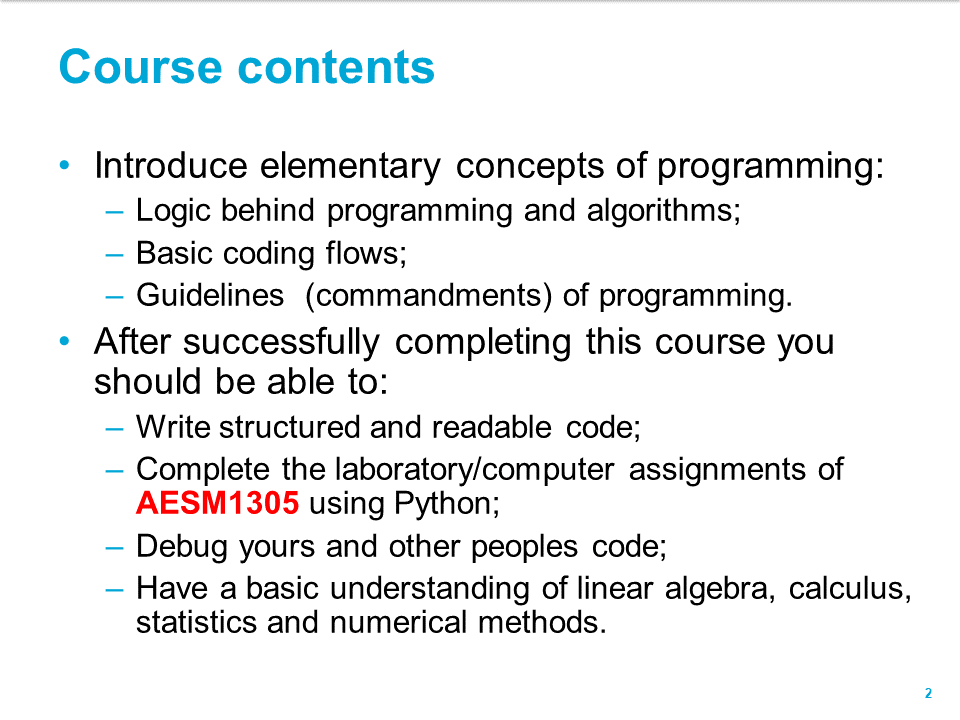 Course contents
• Introduce elementary concepts of programming:
– Logic behind programming and algorithms;
– Basic coding flows;
– Guidelines  (commandments) of programming.
• After successfully completing this course you
should be able to:
– Write structured and readable code;
– Complete the laboratory/computer assignments of
AESM1305 using Python;
– Debug yours and other peoples code;
– Have a basic understanding of linear algebra, calculus,
statistics and numerical methods.
2